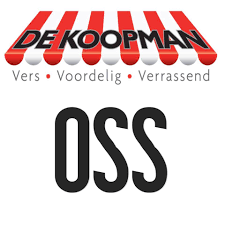 DE KOOPMAN
Vers • Voordelig • Verrassend
OSS